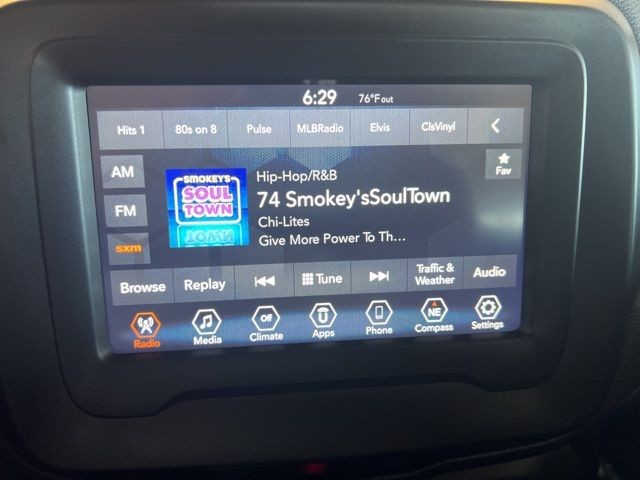 6:29 76°F out
Hits 1 80s on 8 Pulse MLBRadio Elvis ClsVinyl
AM
FM
sxm
SMOKEY'S
SOUL
TOWN
Hip-Hop/R&B
74 Smokey'sSoulTown
Chi-Lites
Give More Power To Th...
Fav
Browse Replay Tune Traffic & Weather Audio
Radio Media Off Climate U Apps Phone NE Compass Settings